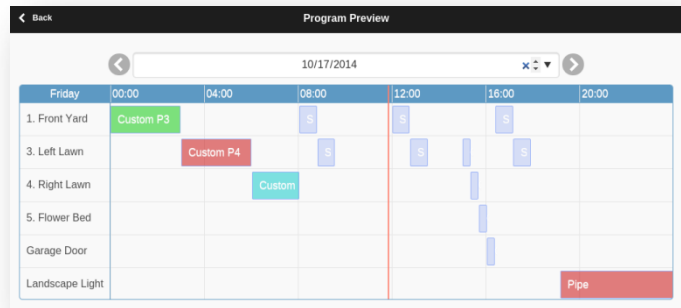 Back Program Preview
10/17/2014
Friday 00:00 04:00 08:00 12:00 16:00 20:00
1. Front Yard Custom P3 S S S
3. Left Lawn Custom P4 S S S
4. Right Lawn Custom
5. Flower Bed
Garage Door
Landscape Light Pipe